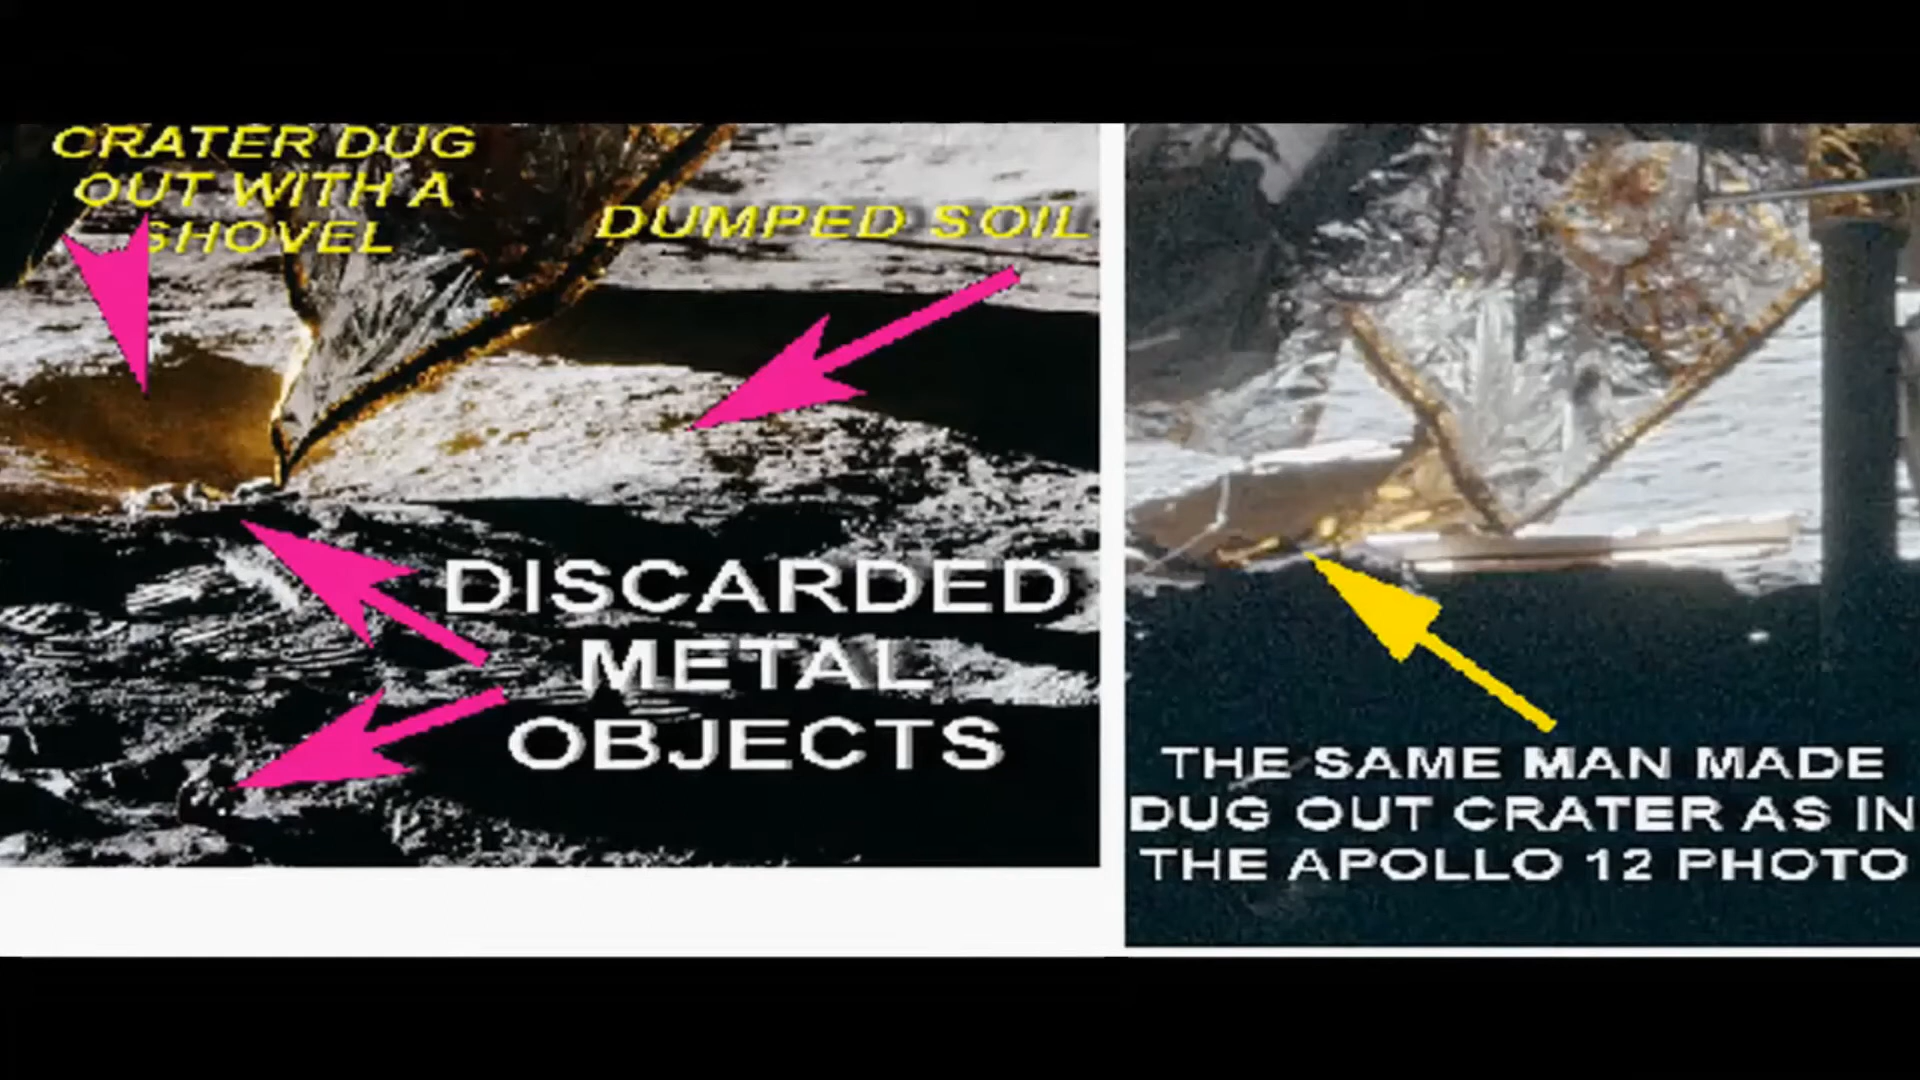 CRATER DUG
OUT WITH A
SHOVEL
DUMPED SOIL
DISCARDED
METAL
OBJECTS
THE SAME MAN MADE
DUG OUT CRATER AS IN
THE APOLLO 12 PHOTO